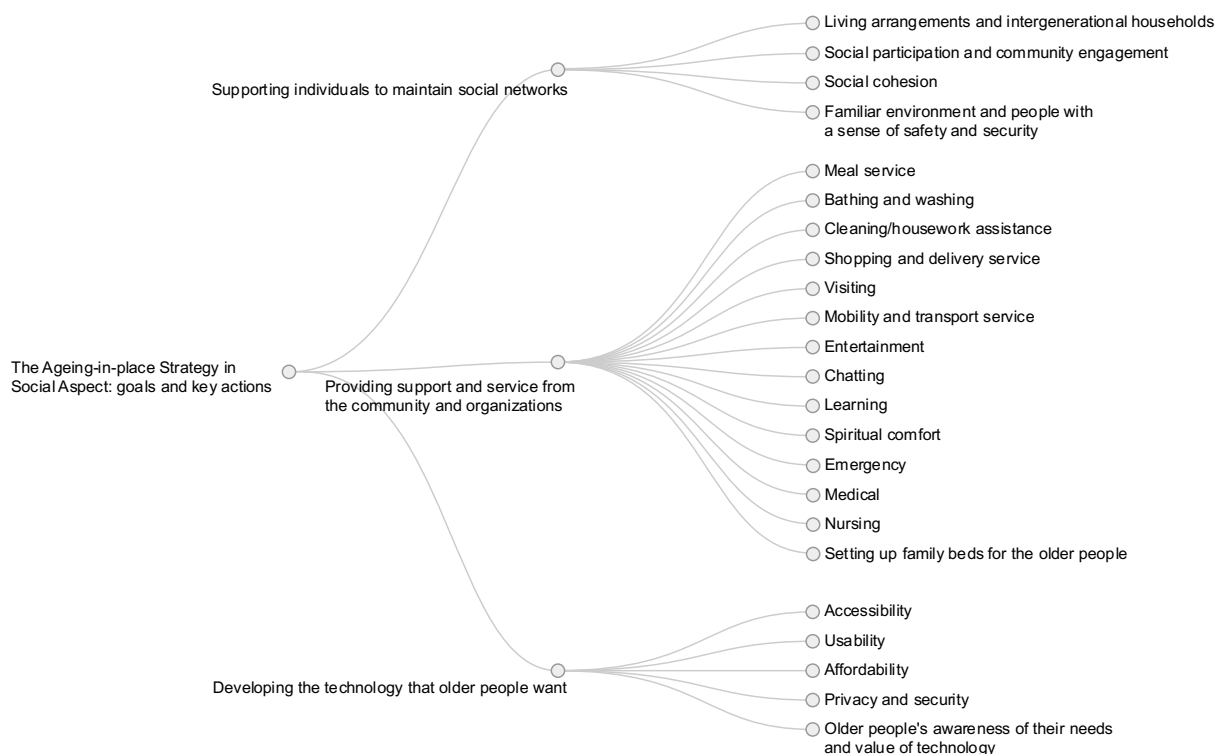 The Ageing-in-place Strategy in
Social Aspect: goals and key actions
Supporting individuals to maintain social networks
Living arrangements and intergenerational households
Social participation and community engagement
Social cohesion
Familiar environment and people with
a sense of safety and security
Providing support and service from
the community and organizations
Meal service
Bathing and washing
Cleaning/housework assistance
Shopping and delivery service
Visiting
Mobility and transport service
Entertainment
Chatting
Learning
Spiritual comfort
Emergency
Medical
Nursing
Setting up family beds for the older people
Developing the technology that older people want
Accessibility
Usability
Affordability
Privacy and security
Older people's awareness of their needs
and value of technology